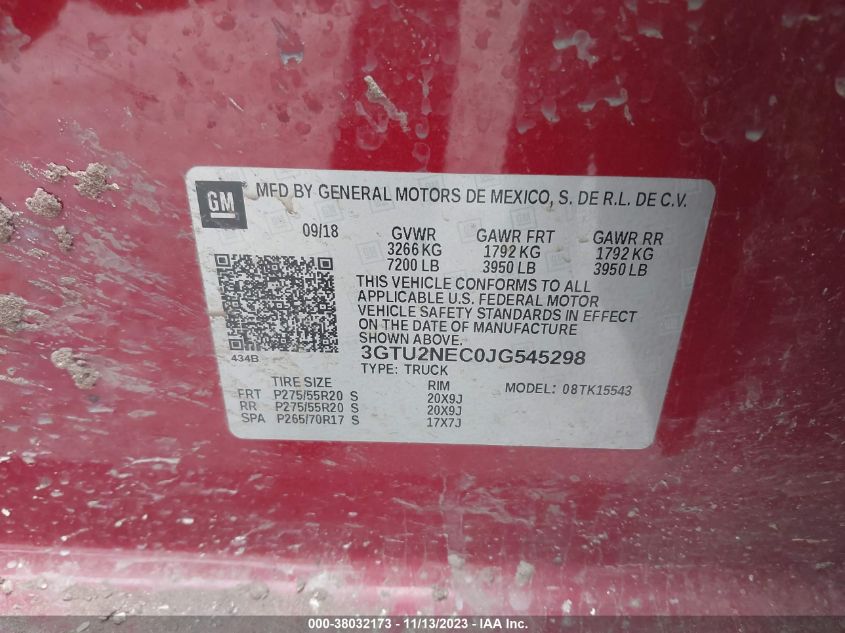 GM MFD BY GENERAL MOTORS DE MEXICO, S. DE R.L. DE C.V.
09/18 GVWR GAWR FRT GAWR RR
3266 KG 1792 KG 1792 KG
7200 LB 3950 LB 3950 LB
THIS VEHICLE CONFORMS TO ALL
APPLICABLE U.S. FEDERAL MOTOR
VEHICLE SAFETY STANDARDS IN EFFECT
ON THE DATE OF MANUFACTURE
SHOWN ABOVE.
434B 3GTU2NEC0JG545298
TYPE: TRUCK
TIRE SIZE RIM MODEL: 08TK15543
FRT P275/55R20 S 20X9J
RR P275/55R20 S 20X9J
SPA P265/70R17 S 17X7J
000-38032173 - 11/13/2023 - Copyright © 2023 IAA, Inc.